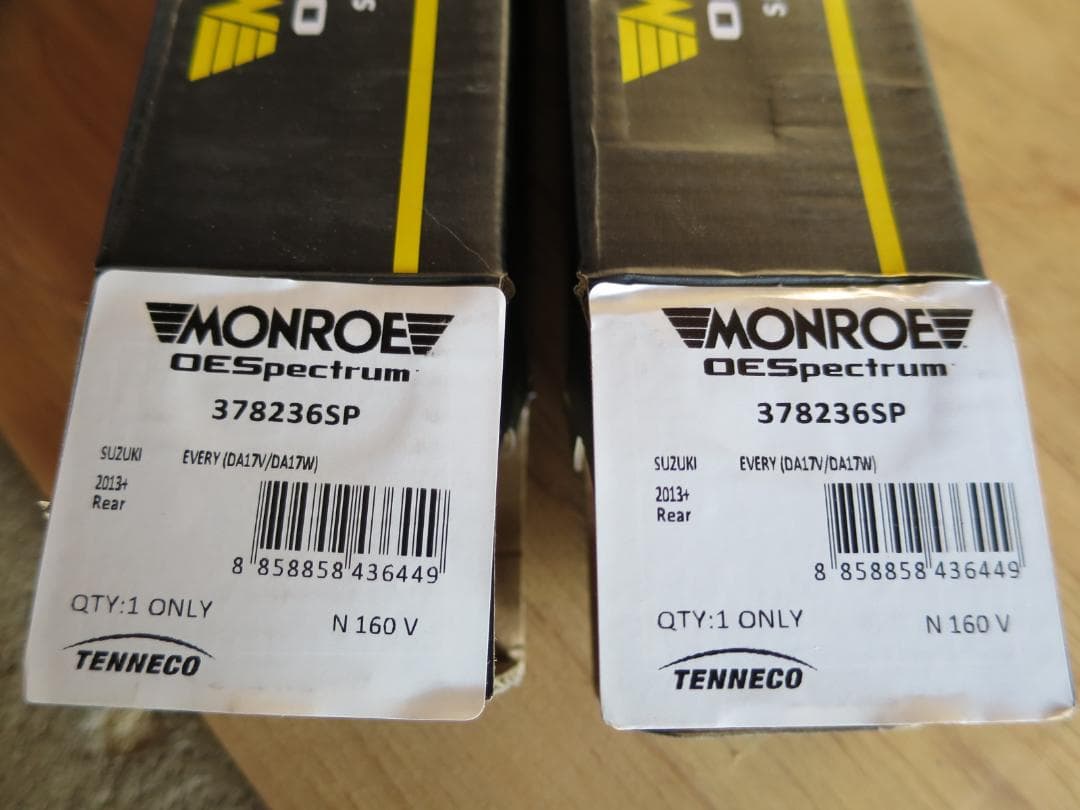 MONROE
OESpectrum
378236SP
SUZUKI EVERY (DA17V/DA17W)
2013+
Rear
8 858858 436449
QTY:1 ONLY
N 160 V
TENNECO
MONROE
OESpectrum
378236SP
SUZUKI EVERY (DA17V/DA17W)
2013+
Rear
8 858858 436449
QTY:1 ONLY
N 160 V
TENNECO